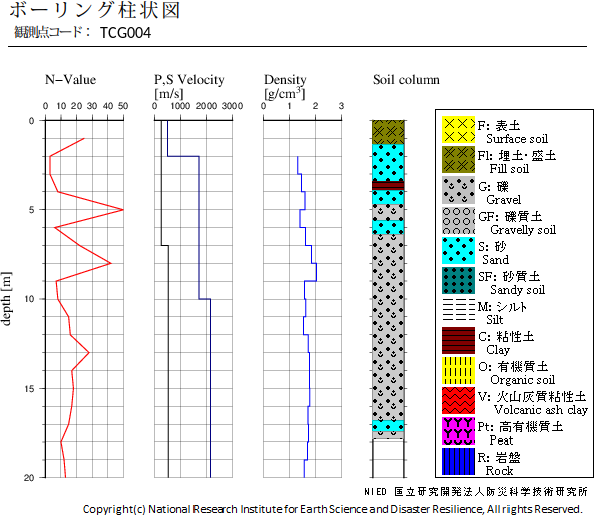 ボーリング柱状図
観測点コード： TCG004
N-Value
P,S Velocity
[m/s]
Density
[g/cm³]
Soil column
0 10 20 30 40 50
0 1000 2000 3000
0 1 2 3
0
5
10
15
20
depth [m]
F: 表土
Surface soil
Fl: 埋土・盛土
Fill soil
G: 礫
Gravel
GF: 礫質土
Gravelly soil
S: 砂
Sand
SF: 砂質土
Sandy soil
M: シルト
Silt
C: 粘性土
Clay
O: 有機質土
Organic soil
V: 火山灰質粘性土
Volcanic ash clay
Pt: 高有機質土
Peat
R: 岩盤
Rock
NIED 国立研究開発法人防災科学技術研究所
Copyright(c) National Research Institute for Earth Science and Disaster Resilience, All rights Reserved.